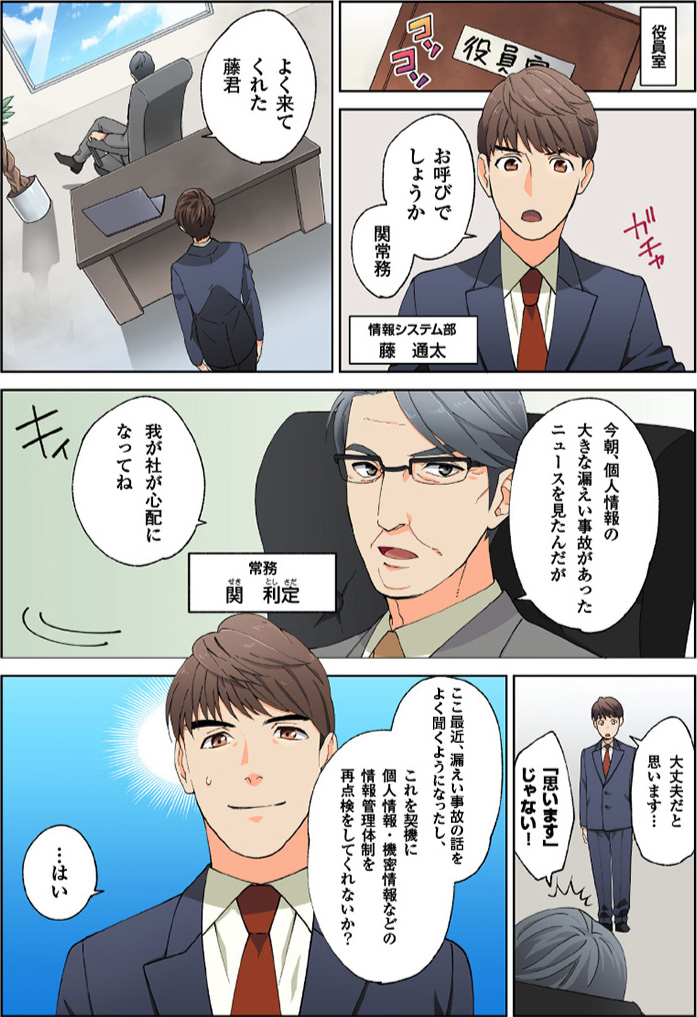 役員室
役員室
コンコン
ガチャ
お呼びで
しょうか
関常務
情報システム部
藤　通太
よく来て
くれた
藤君
今朝、個人情報の
大きな漏えい事故があった
ニュースを見たんだが
キィ
我が社が心配に
なってね
常務
せき　とし　さだ
関　利定
大丈夫だと
思います…
「思います」
じゃない！
ここ最近、漏えい事故の話を
よく聞くようになったし、
これを契機に
個人情報・機密情報などの
情報管理体制を
再点検をしてくれないか？
…はい